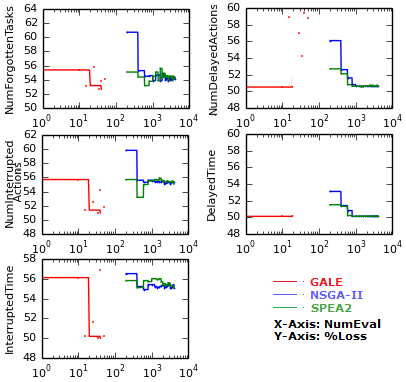 NumForgottenTasks
64
62
60
58
56
54
52
50
10^0 10^1 10^2 10^3 10^4
NumDelayedActions
60
58
56
54
52
50
48
10^0 10^1 10^2 10^3 10^4
NumInterrupted
Actions
62
60
58
56
54
52
50
48
10^0 10^1 10^2 10^3 10^4
DelayedTime
60
58
56
54
52
50
48
10^0 10^1 10^2 10^3 10^4
InterruptedTime
58
56
54
52
50
48
10^0 10^1 10^2 10^3 10^4
GALE
NSGA-II
SPEA2
X-Axis: NumEval
Y-Axis: %Loss